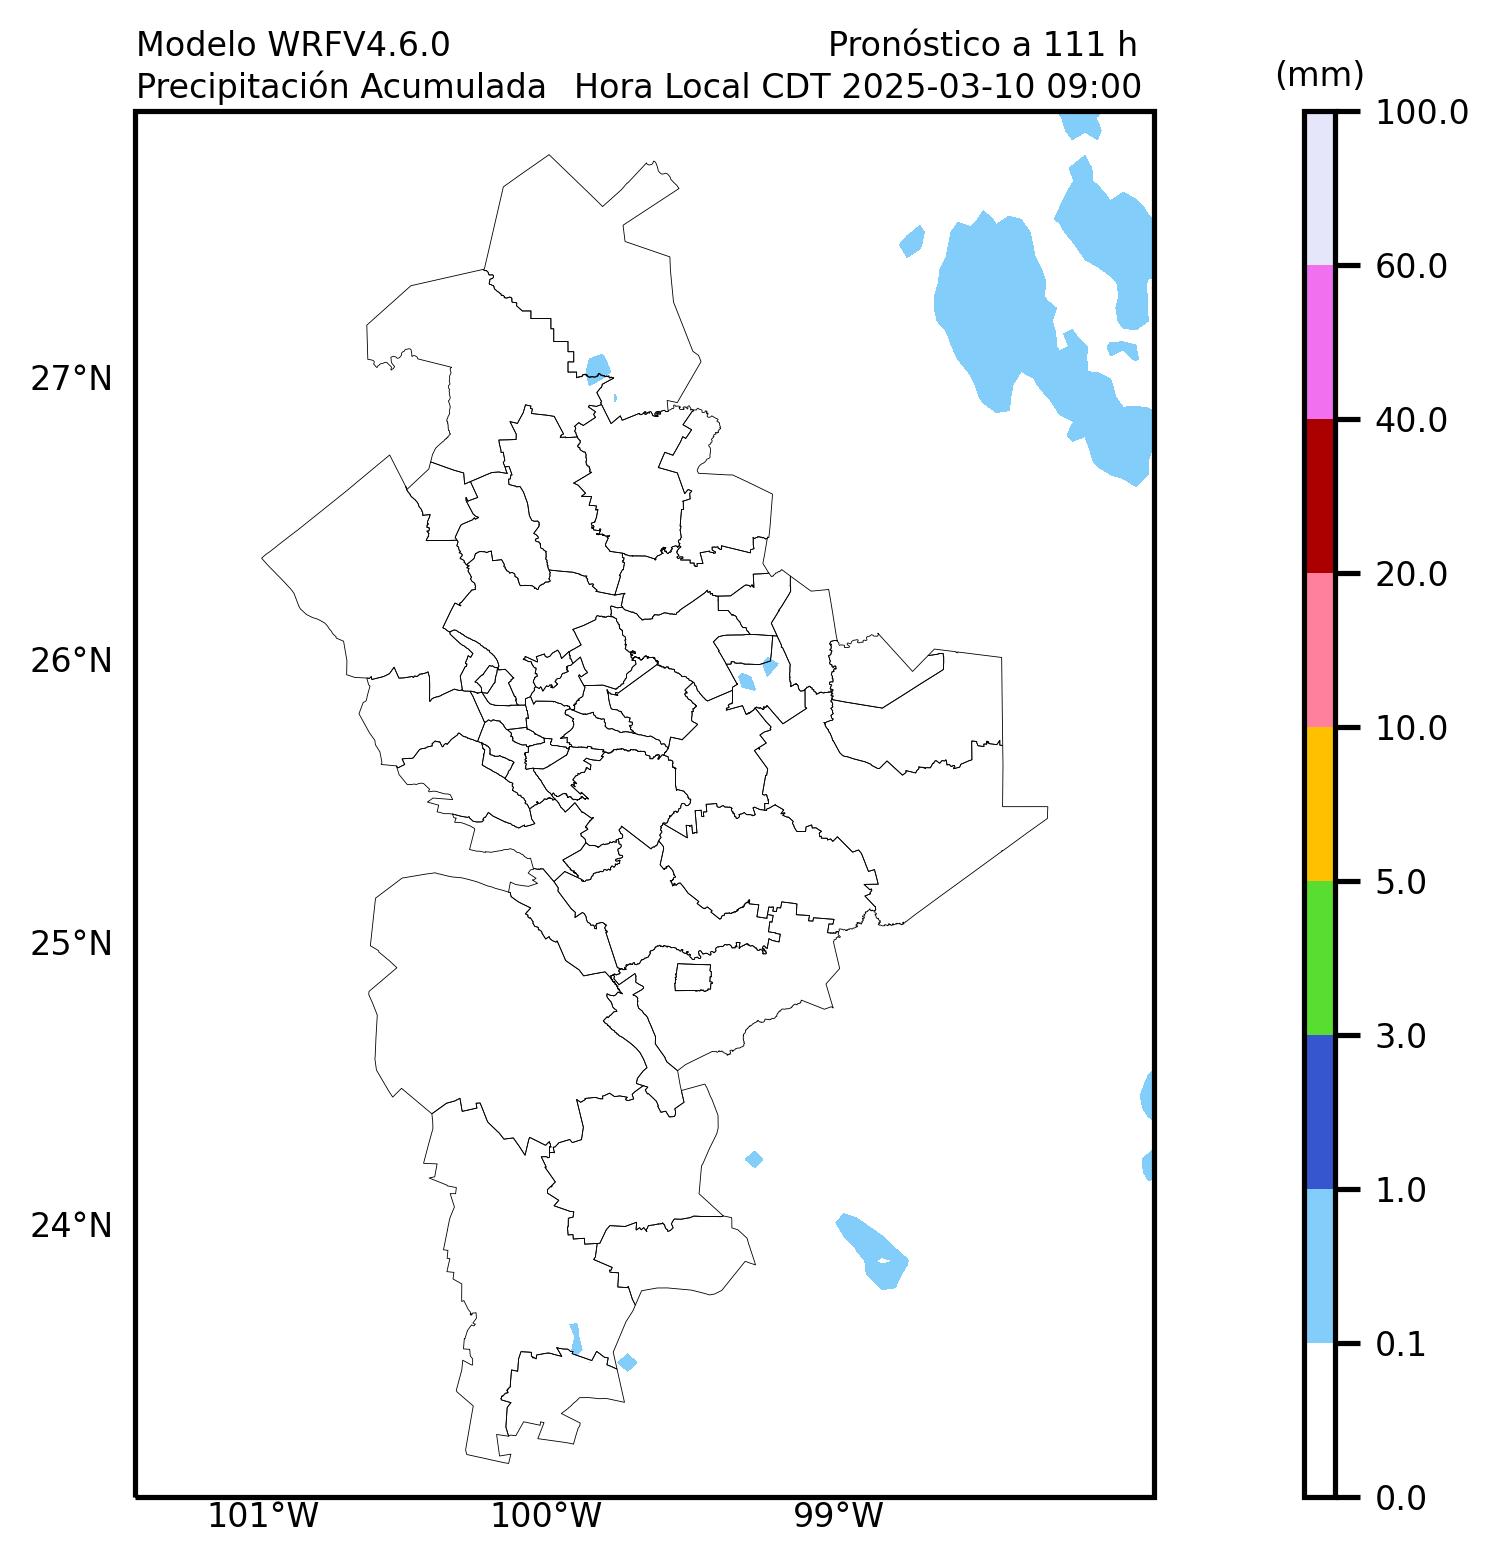 Modelo WRFV4.6.0 Pronóstico a 111 h
Precipitación Acumulada Hora Local CDT 2025-03-10 09:00
(mm)
100.0
60.0
40.0
20.0
10.0
5.0
3.0
1.0
0.1
0.0
27°N
26°N
25°N
24°N
101°W 100°W 99°W